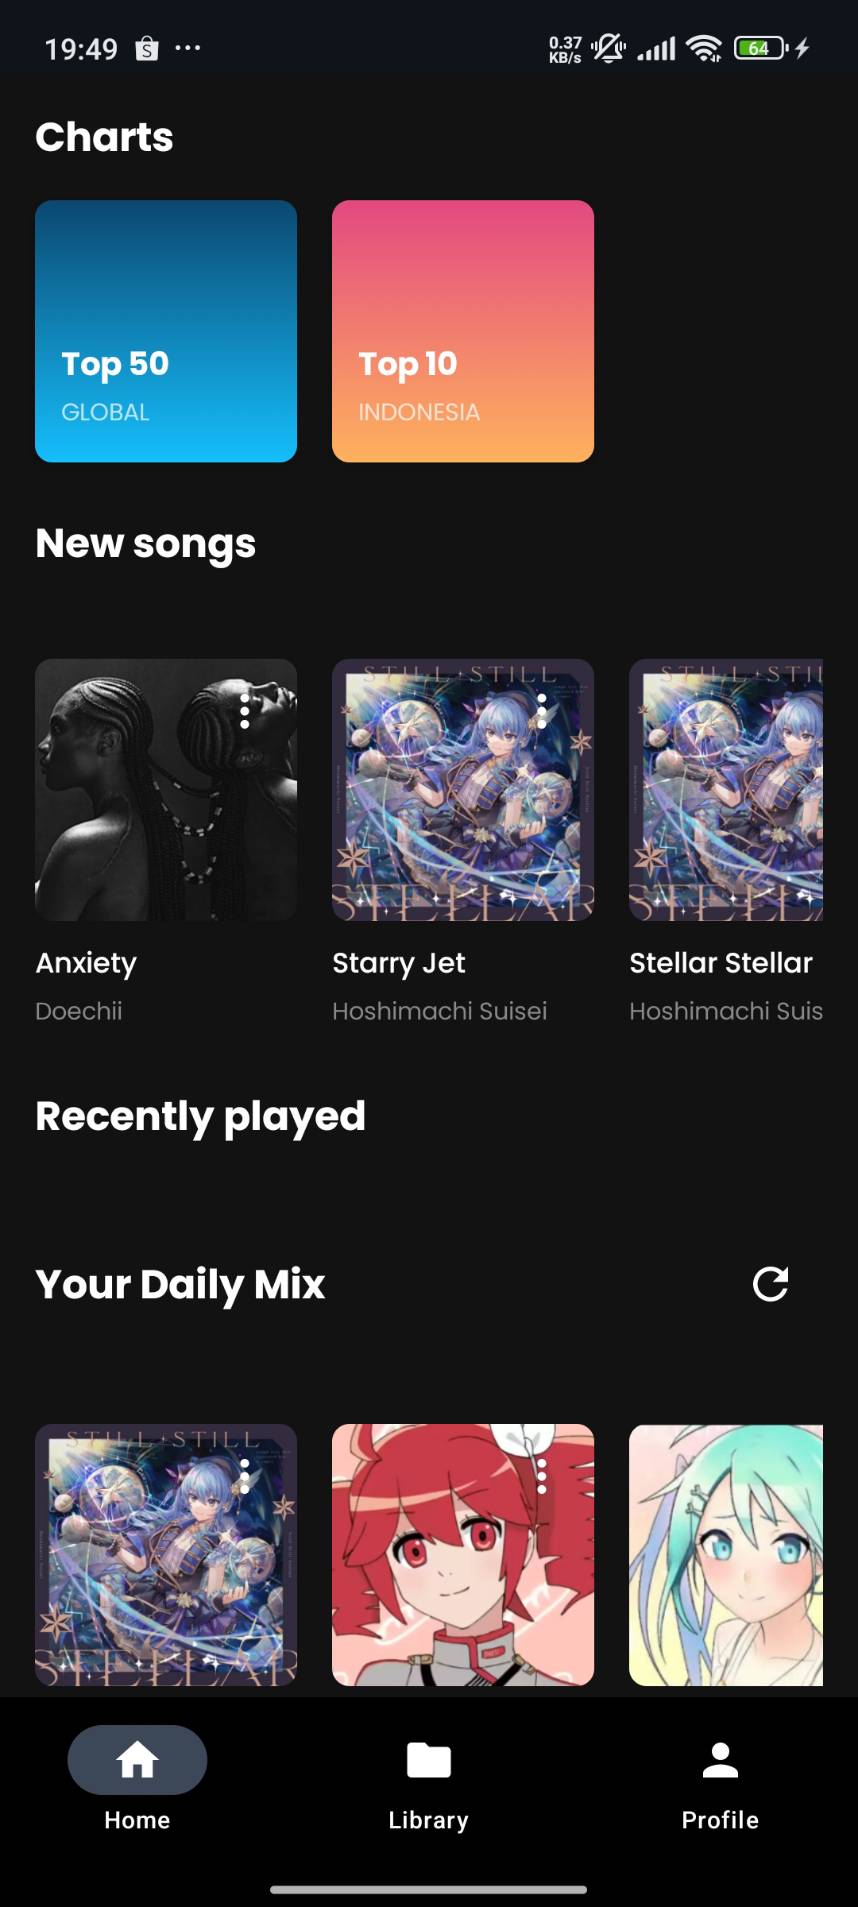 19:49
0.37
KB/s
64
Charts
Top 50
GLOBAL
Top 10
INDONESIA
New songs
STILL STILL
STELLAR
STILL STIL
STELLAR
Anxiety
Doechii
Starry Jet
Hoshimachi Suisei
Stellar Stellar
Hoshimachi Suis
Recently played
Your Daily Mix
STILL STILL
STELLAR
Home
Library
Profile